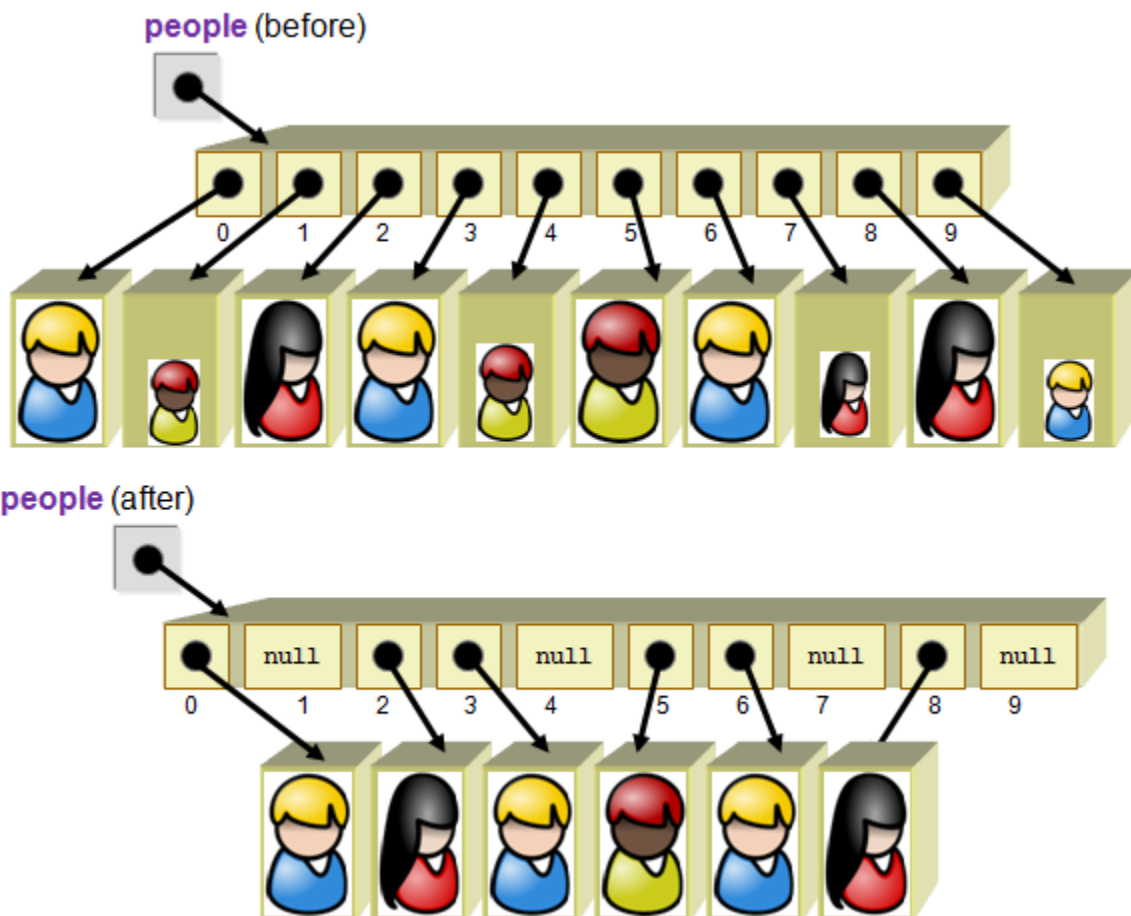 people (before)
0 1 2 3 4 5 6 7 8 9
people (after)
null null null null
0 1 2 3 4 5 6 7 8 9